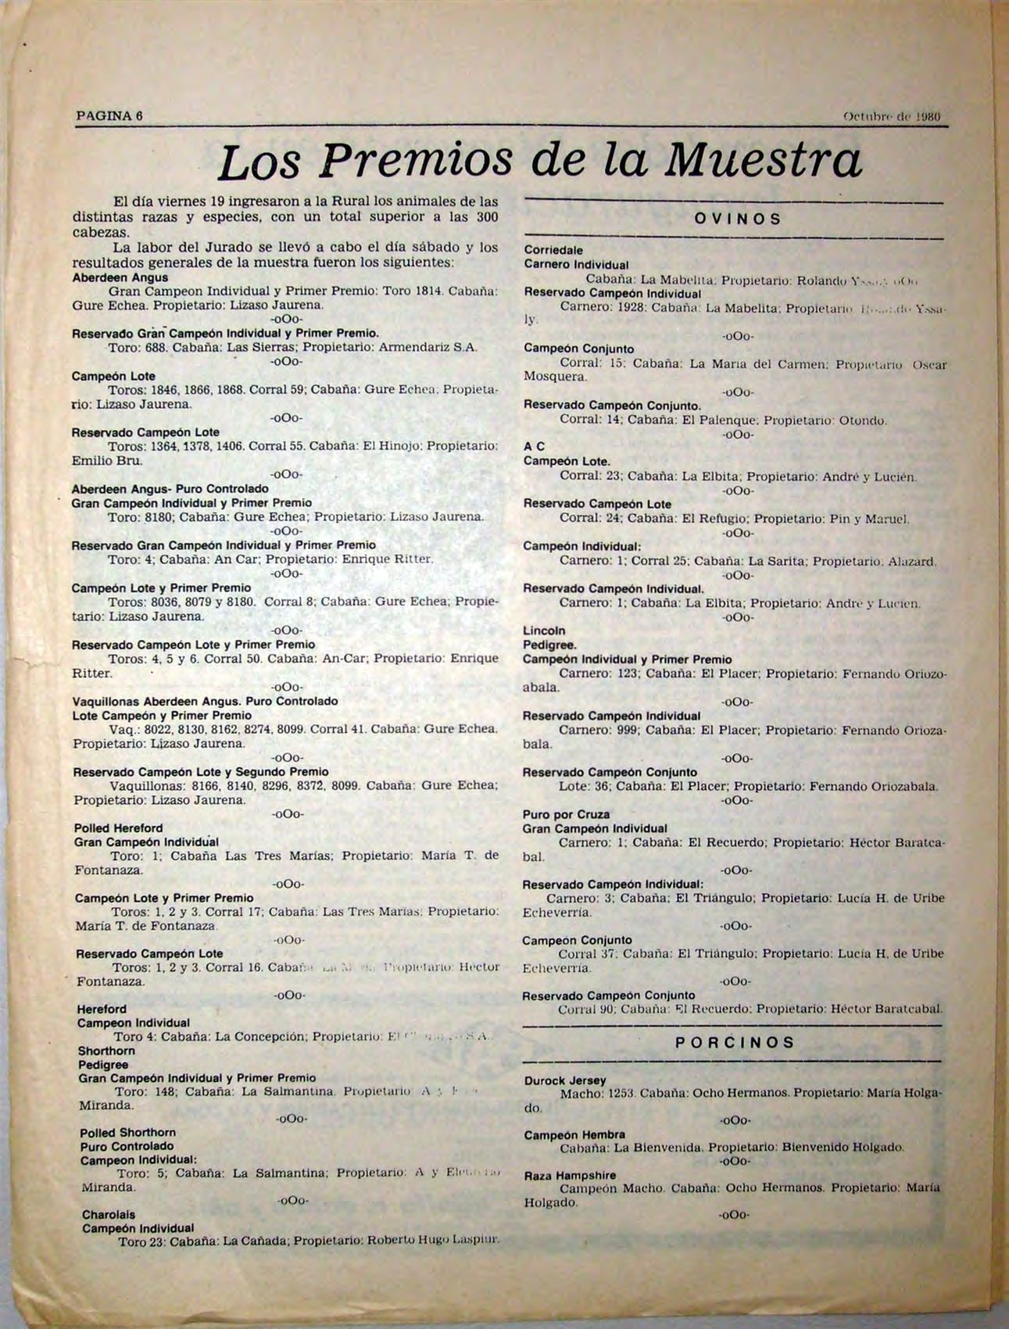 PAGINA 6
Octubre de 1980
Los Premios de la Muestra
El día viernes 19 ingresaron a la Rural los animales de las
distintas razas y especies, con un total superior a las 300
cabezas.
La labor del Jurado se llevó a cabo el día sábado y los
resultados generales de la muestra fueron los siguientes:
Aberdeen Angus
Gran Campeon Individual y Primer Premio: Toro 1814. Cabaña:
Gure Echea. Propietario: Lizaso Jaurena.
-oOo-
Reservado Gran Campeón Individual y Primer Premio.
Toro: 688. Cabaña: Las Sierras; Propietario: Armendariz S.A.
-oOo-
Campeón Lote
Toros: 1846, 1866, 1868. Corral 59; Cabaña: Gure Echea. Propieta-
rio: Lizaso Jaurena.
-oOo-
Reservado Campeón Lote
Toros: 1364, 1378, 1406. Corral 55. Cabaña: El Hinojo: Propietario:
Emilio Bru.
-oOo-
Aberdeen Angus- Puro Controlado
Gran Campeón Individual y Primer Premio
Toro: 8180; Cabaña: Gure Echea; Propietario: Lizaso Jaurena.
-oOo-
Reservado Gran Campeón Individual y Primer Premio
Toro: 4; Cabaña: An Car; Propietario: Enrique Ritter.
-oOo-
Campeón Lote y Primer Premio
Toros: 8036, 8079 y 8180. Corral 8; Cabaña: Gure Echea; Propie-
tario: Lizaso Jaurena.
-oOo-
Reservado Campeón Lote y Primer Premio
Toros: 4, 5 y 6. Corral 50. Cabaña: An-Car; Propietario: Enrique
Ritter.
-oOo-
Vaquillonas Aberdeen Angus. Puro Controlado
Lote Campeón y Primer Premio
Vaq.: 8022, 8130, 8162, 8274, 8099. Corral 41. Cabaña: Gure Echea.
Propietario: Lizaso Jaurena.
-oOo-
Reservado Campeón Lote y Segundo Premio
Vaquillonas: 8166, 8140, 8296, 8372, 8099. Cabaña: Gure Echea;
Propietario: Lizaso Jaurena.
-oOo-
Polled Hereford
Gran Campeón Individual
Toro: 1; Cabaña Las Tres Marías; Propietario: María T. de
Fontanaza.
-oOo-
Campeón Lote y Primer Premio
Toros: 1, 2 y 3. Corral 17; Cabaña: Las Tres Marías; Propietario:
María T. de Fontanaza
-oOo-
Reservado Campeón Lote
Toros: 1, 2 y 3. Corral 16. Propietario: Hector
Fontanaza.
-oOo-
Hereford
Campeon Individual
Toro 4: Cabaña: La Concepción; Propietario:
Shorthorn
Pedigree
Gran Campeón Individual y Primer Premio
Toro: 148; Cabaña: La Salmantina. Propietario A
Miranda.
-oOo-
Polled Shorthorn
Puro Controlado
Campeon Individual:
Toro: 5; Cabaña: La Salmantina; Propietario: A y
Miranda.
-oOo-
Charolais
Campeón Individual
Toro 23: Cabaña: La Cañada; Propietario: Roberto Hugo Laspiur.
OVINOS
Corriedale
Carnero Individual
Cabaña: La Mabelita; Propietario: Rolando
Reservado Campeón Individual
Carnero: 1928: Cabaña: La Mabelita; Propietario de Yssa-
ly.
-oOo-
Campeón Conjunto
Corral: 15: Cabaña: La Maria del Carmen; Propietario Oscar
Mosquera.
-oOo-
Reservado Campeón Conjunto.
Corral: 14; Cabaña: El Palenque; Propietario: Otondo.
-oOo-
A C
Campeón Lote.
Corral: 23; Cabaña: La Elbita; Propietario: André y Lucién.
-oOo-
Reservado Campeón Lote
Corral: 24; Cabaña: El Refugio; Propietario: Pin y Maruel.
-oOo-
Campeón Individual:
Carnero: 1; Corral 25; Cabaña: La Sarita; Propietario. Alazard.
-oOo-
Reservado Campeón Individual.
Carnero: 1; Cabaña: La Elbita; Propietario: Andre y Lucien.
-oOo-
Lincoln
Pedigree.
Campeón Individual y Primer Premio
Carnero: 123; Cabaña: El Placer; Propietario: Fernando Oriozo-
abala.
-oOo-
Reservado Campeón Individual
Carnero: 999; Cabaña: El Placer; Propietario: Fernando Orioza-
bala.
-oOo-
Reservado Campeón Conjunto
Lote: 36; Cabaña: El Placer; Propietario: Fernando Oriozabala.
-oOo-
Puro por Cruza
Gran Campeón Individual
Carnero: 1; Cabaña: El Recuerdo; Propietario: Héctor Baratca-
bal.
-oOo-
Reservado Campeón Individual:
Carnero: 3; Cabaña; El Triángulo; Propietario: Lucía H. de Uribe
Echeverría.
-oOo-
Campeon Conjunto
Corral 37; Cabaña: El Triángulo; Propietario: Lucía H. de Uribe
Echeverría.
-oOo-
Reservado Campeón Conjunto
Corral 90: Cabaña: El Recuerdo; Propietario: Héctor Baratcabal.
PORCINOS
Durock Jersey
Macho: 1253. Cabaña: Ocho Hermanos. Propietario: María Holga-
do.
-oOo-
Campeón Hembra
Cabaña: La Bienvenida. Propietario: Bienvenido Holgado.
-oOo-
Raza Hampshire
Campeón Macho. Cabaña: Ocho Hermanos. Propietario: María
Holgado.
-oOo-